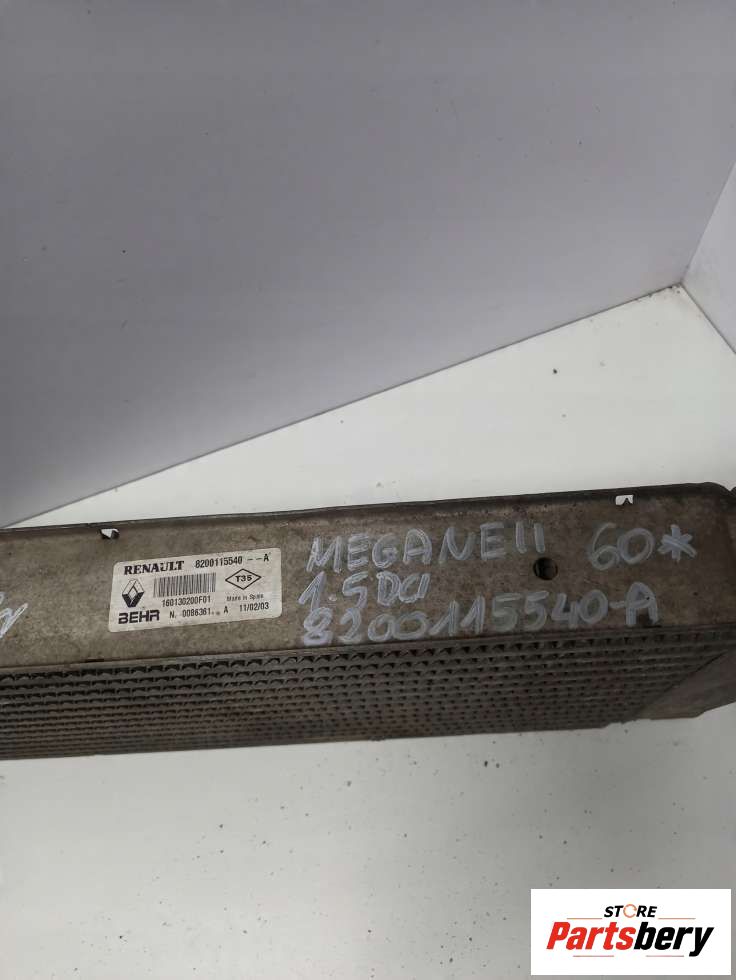 RENAULT 8200115540--A
160130200F01
T35
Made in Spain
BEHR N. 0086361. A 11/02/03
MEGANE II 60*
1.5 DCI
8200115540-A
STORE
Partsbery